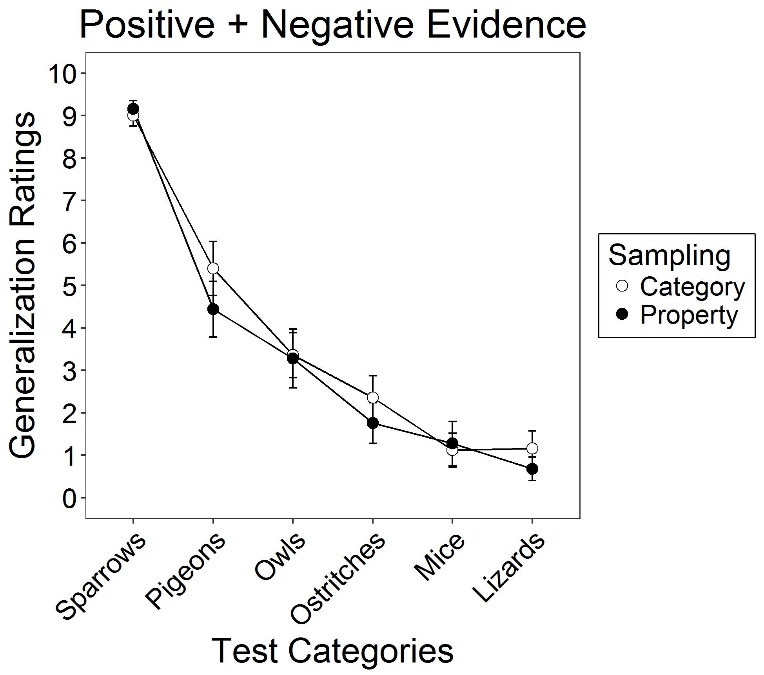 Positive + Negative Evidence
Generalization Ratings
10
9
8
7
6
5
4
3
2
1
0
Sparrows
Pigeons
Owls
Ostritches
Mice
Lizards
Test Categories
Sampling
Category
Property